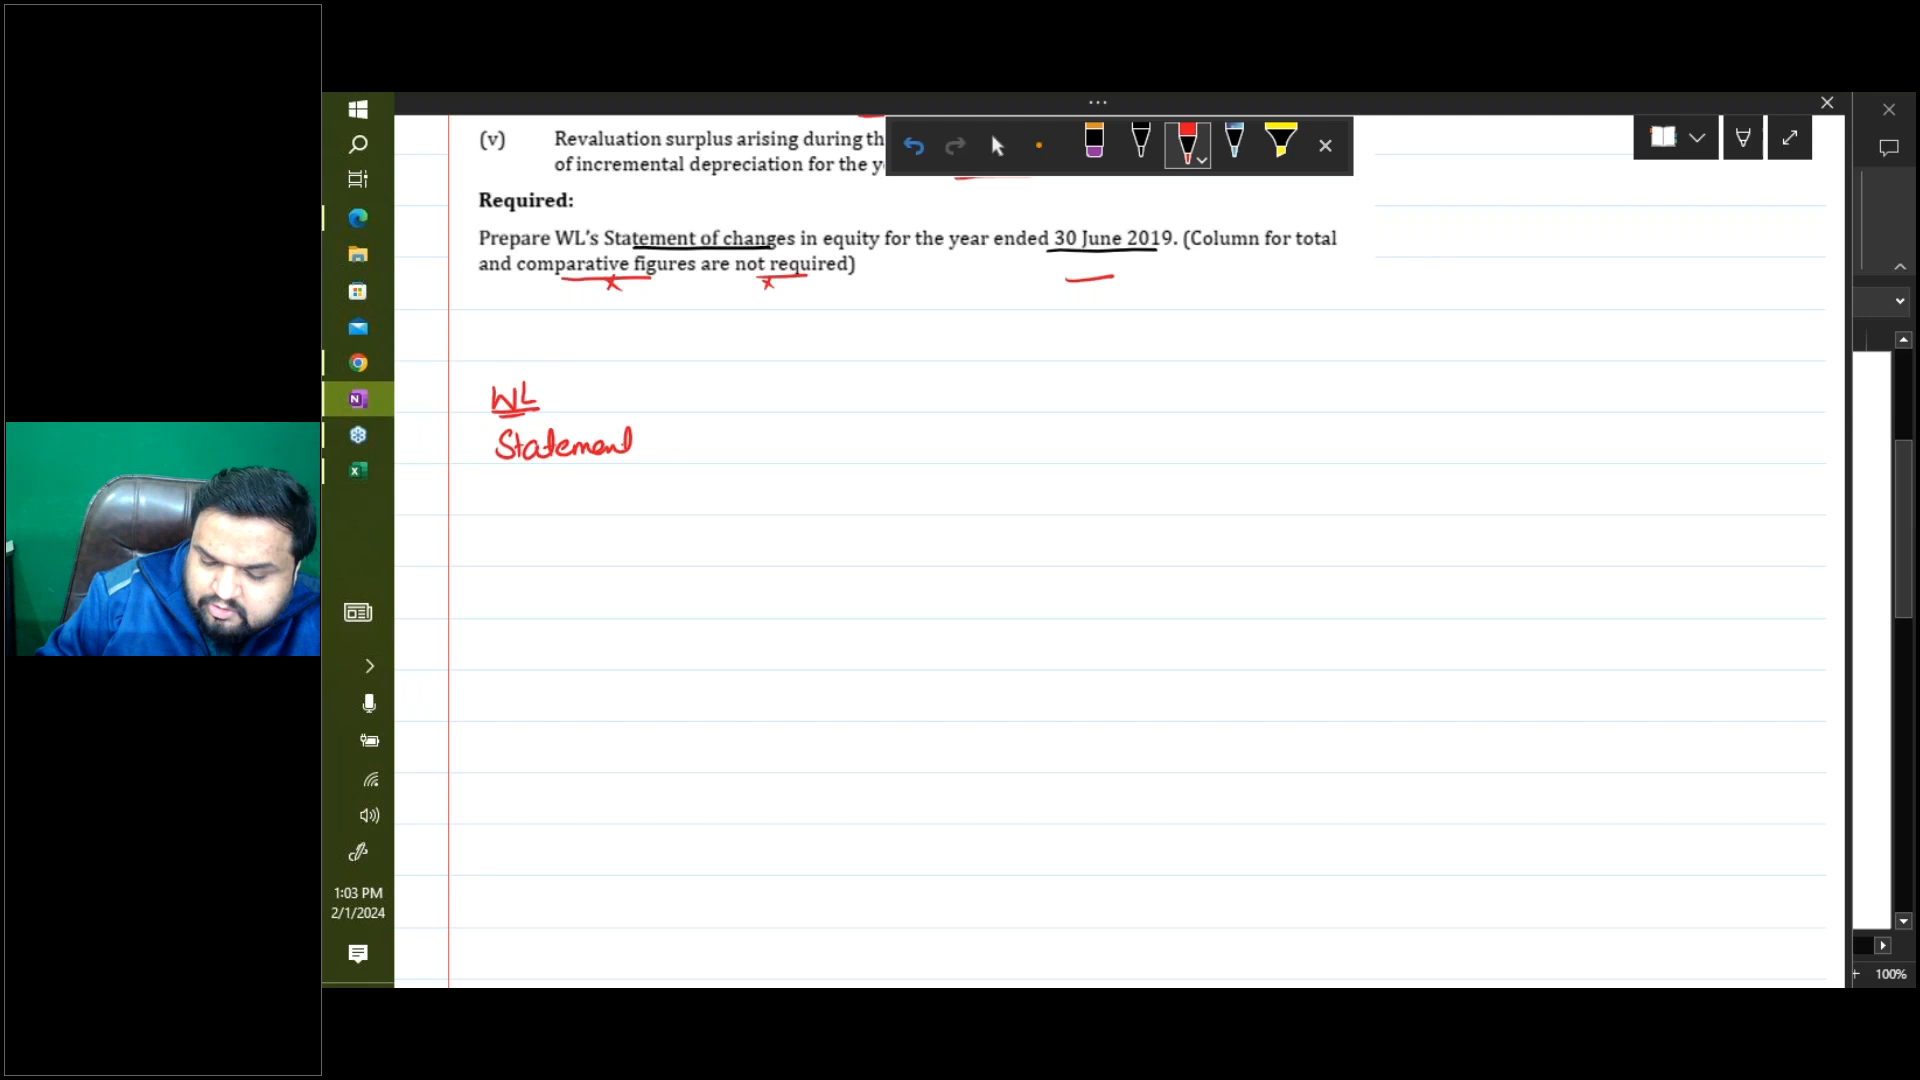 (v) Revaluation surplus arising during th
of incremental depreciation for the y
Required:
Prepare WL's Statement of changes in equity for the year ended 30 June 2019. (Column for total
and comparative figures are not required)
WL
Statement
1:03 PM
2/1/2024
100%